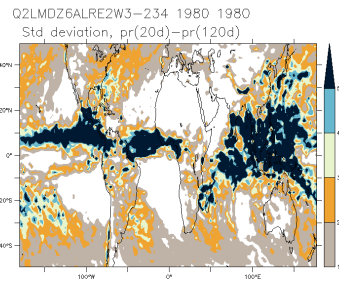 Q2LMDZ6ALRE2W3-234 1980 1980
Std deviation, pr(20d)-pr(120d)
40°N
20°N
0°
20°S
40°S
100°W
0°
100°E
5
4
3
2
1